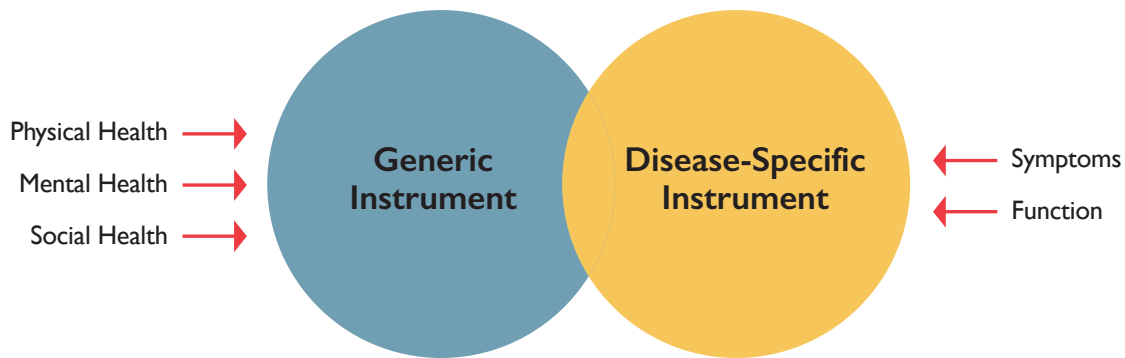 Physical Health
Mental Health
Social Health
Generic
Instrument
Disease-Specific
Instrument
Symptoms
Function